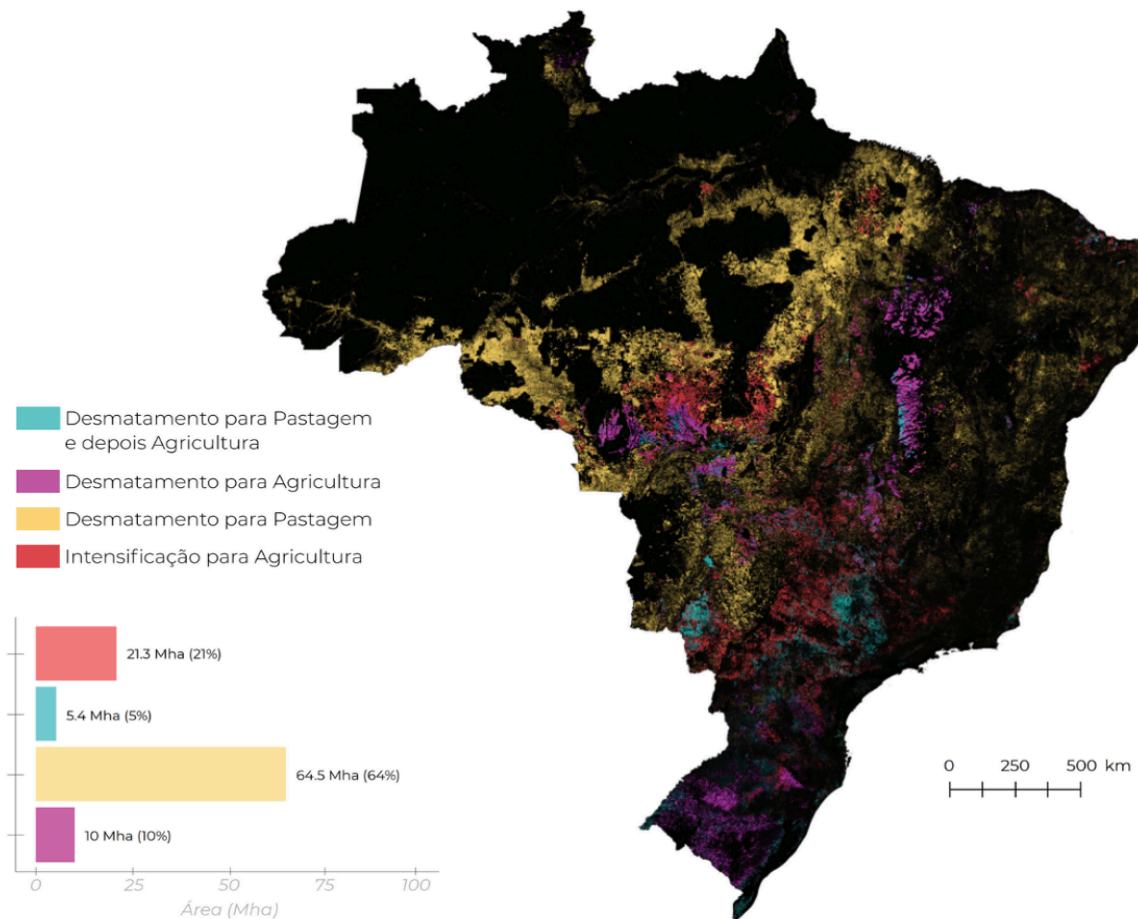 Desmatamento para Pastagem
e depois Agricultura
Desmatamento para Agricultura
Desmatamento para Pastagem
Intensificação para Agricultura
21.3 Mha (21%)
5.4 Mha (5%)
64.5 Mha (64%)
10 Mha (10%)
0 25 50 75 100
Área (Mha)
0 250 500 km